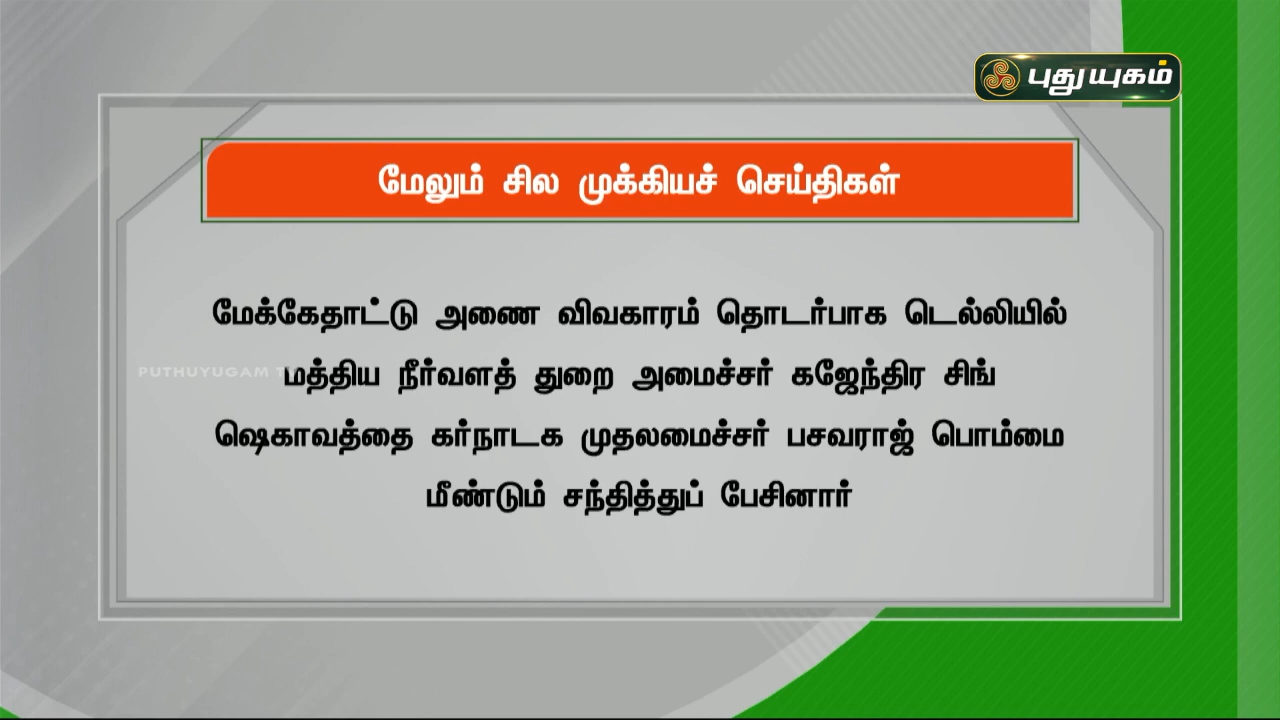 புதுயுகம்
மேலும் சில முக்கியச் செய்திகள்
மேக்கேதாட்டு அணை விவகாரம் தொடர்பாக டெல்லியில்
PUTHUYUGAM
மத்திய நீர்வளத் துறை அமைச்சர் கஜேந்திர சிங்
ஷெகாவத்தை கர்நாடக முதலமைச்சர் பசவராஜ் பொம்மை
மீண்டும் சந்தித்துப் பேசினார்